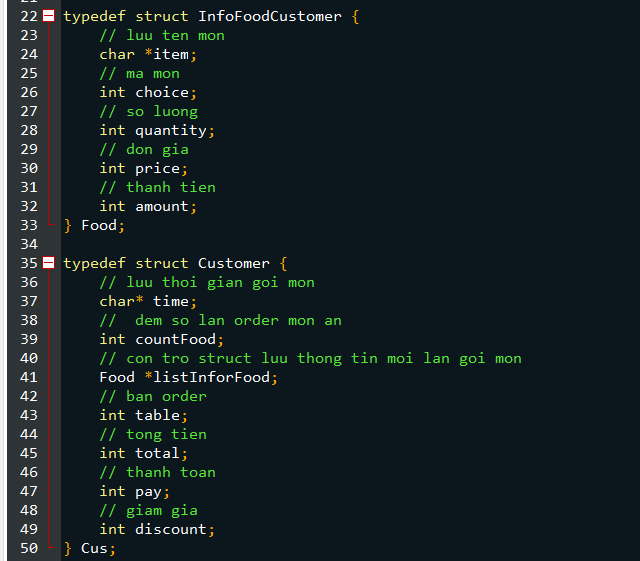 22 typedef struct InfoFoodCustomer {
23 // luu ten mon
24 char *item;
25 // ma mon
26 int choice;
27 // so luong
28 int quantity;
29 // don gia
30 int price;
31 // thanh tien
32 int amount;
33 } Food;
34
35 typedef struct Customer {
36 // luu thoi gian goi mon
37 char* time;
38 //  dem so lan order mon an
39 int countFood;
40 // con tro struct luu thong tin moi lan goi mon
41 Food *listInforFood;
42 // ban order
43 int table;
44 // tong tien
45 int total;
46 // thanh toan
47 int pay;
48 // giam gia
49 int discount;
50 } Cus;